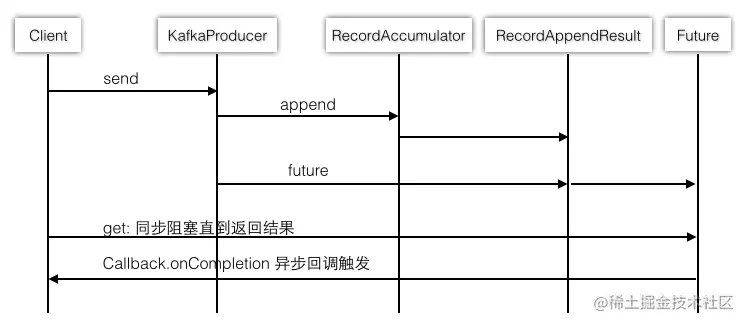 Client
KafkaProducer
RecordAccumulator
RecordAppendResult
Future
send
append
future
get: 同步阻塞直到返回结果
Callback.onCompletion 异步回调触发
@稀土掘金技术社区